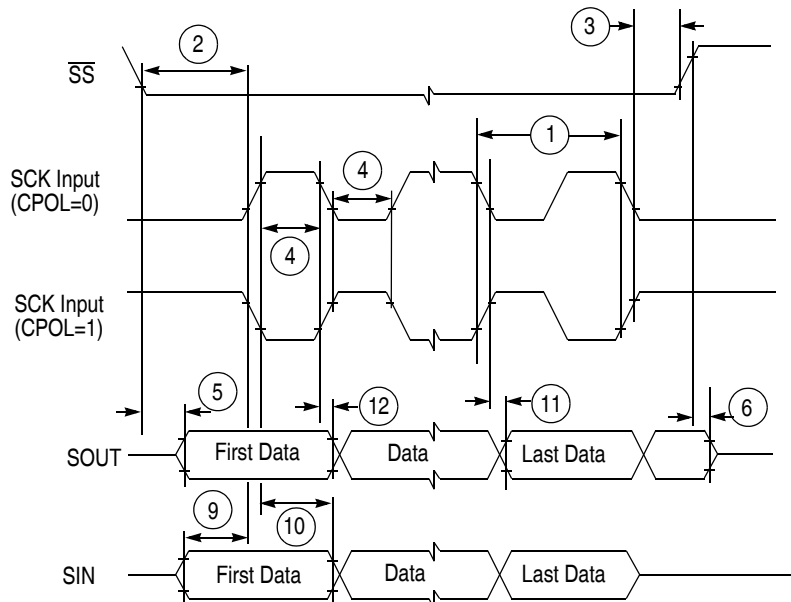 2
3
SS
1
SCK Input
(CPOL=0)
4
4
SCK Input
(CPOL=1)
5
12
11
6
SOUT
First Data
Data
Last Data
9
10
SIN
First Data
Data
Last Data